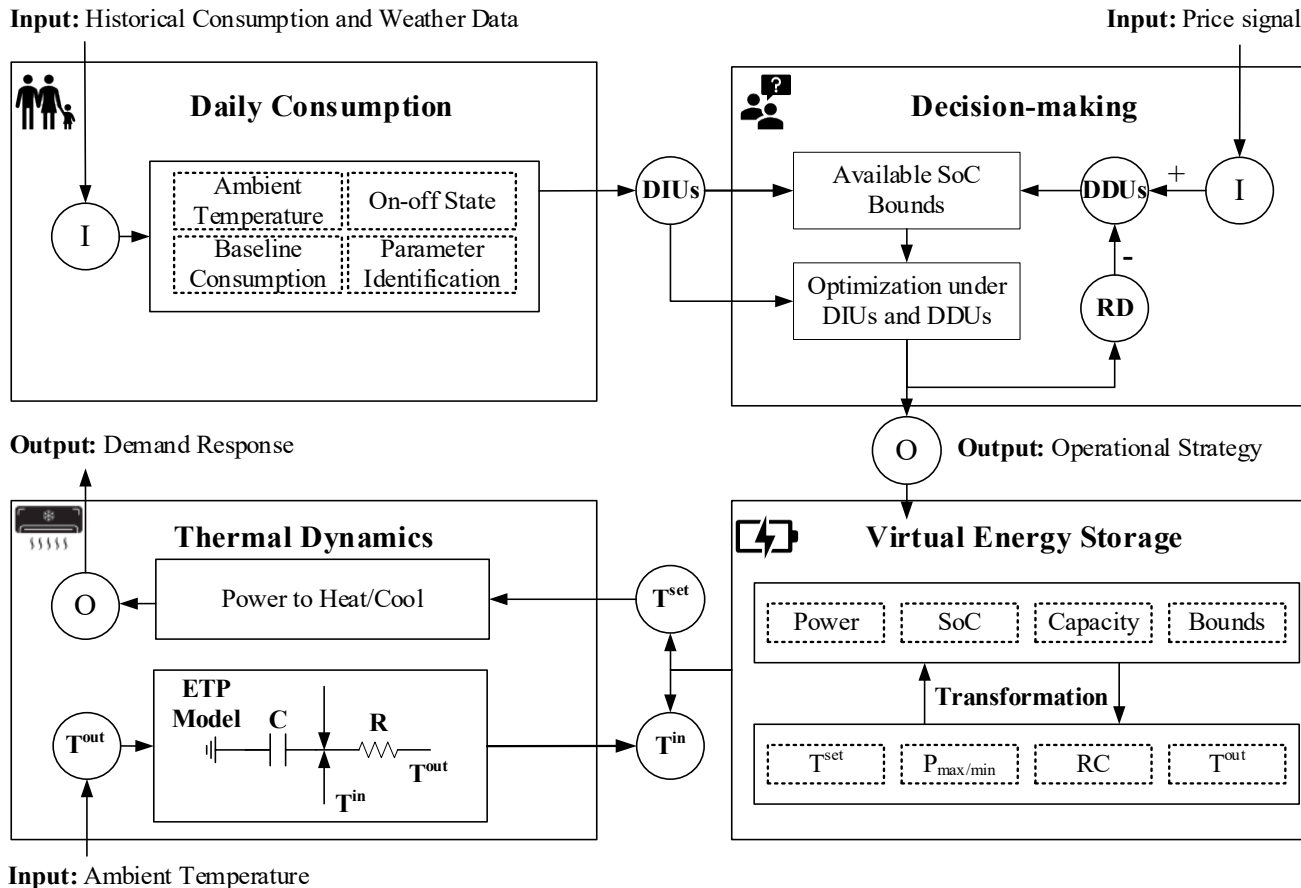 Input: Historical Consumption and Weather Data
Input: Price signal
Daily Consumption
Ambient
Temperature
On-off State
Baseline
Consumption
Parameter
Identification
I
DIUs
?
Decision-making
Available SoC
Bounds
DDUs
+
I
-
Optimization under
DIUs and DDUs
RD
O
Output: Operational Strategy
Output: Demand Response
Thermal Dynamics
O
Power to Heat/Cool
T^set
ETP
Model
C
R
T^out
T^in
T^out
T^in
Virtual Energy Storage
Power
SoC
Capacity
Bounds
Transformation
T^set
P_max/min
RC
T^out
Input: Ambient Temperature